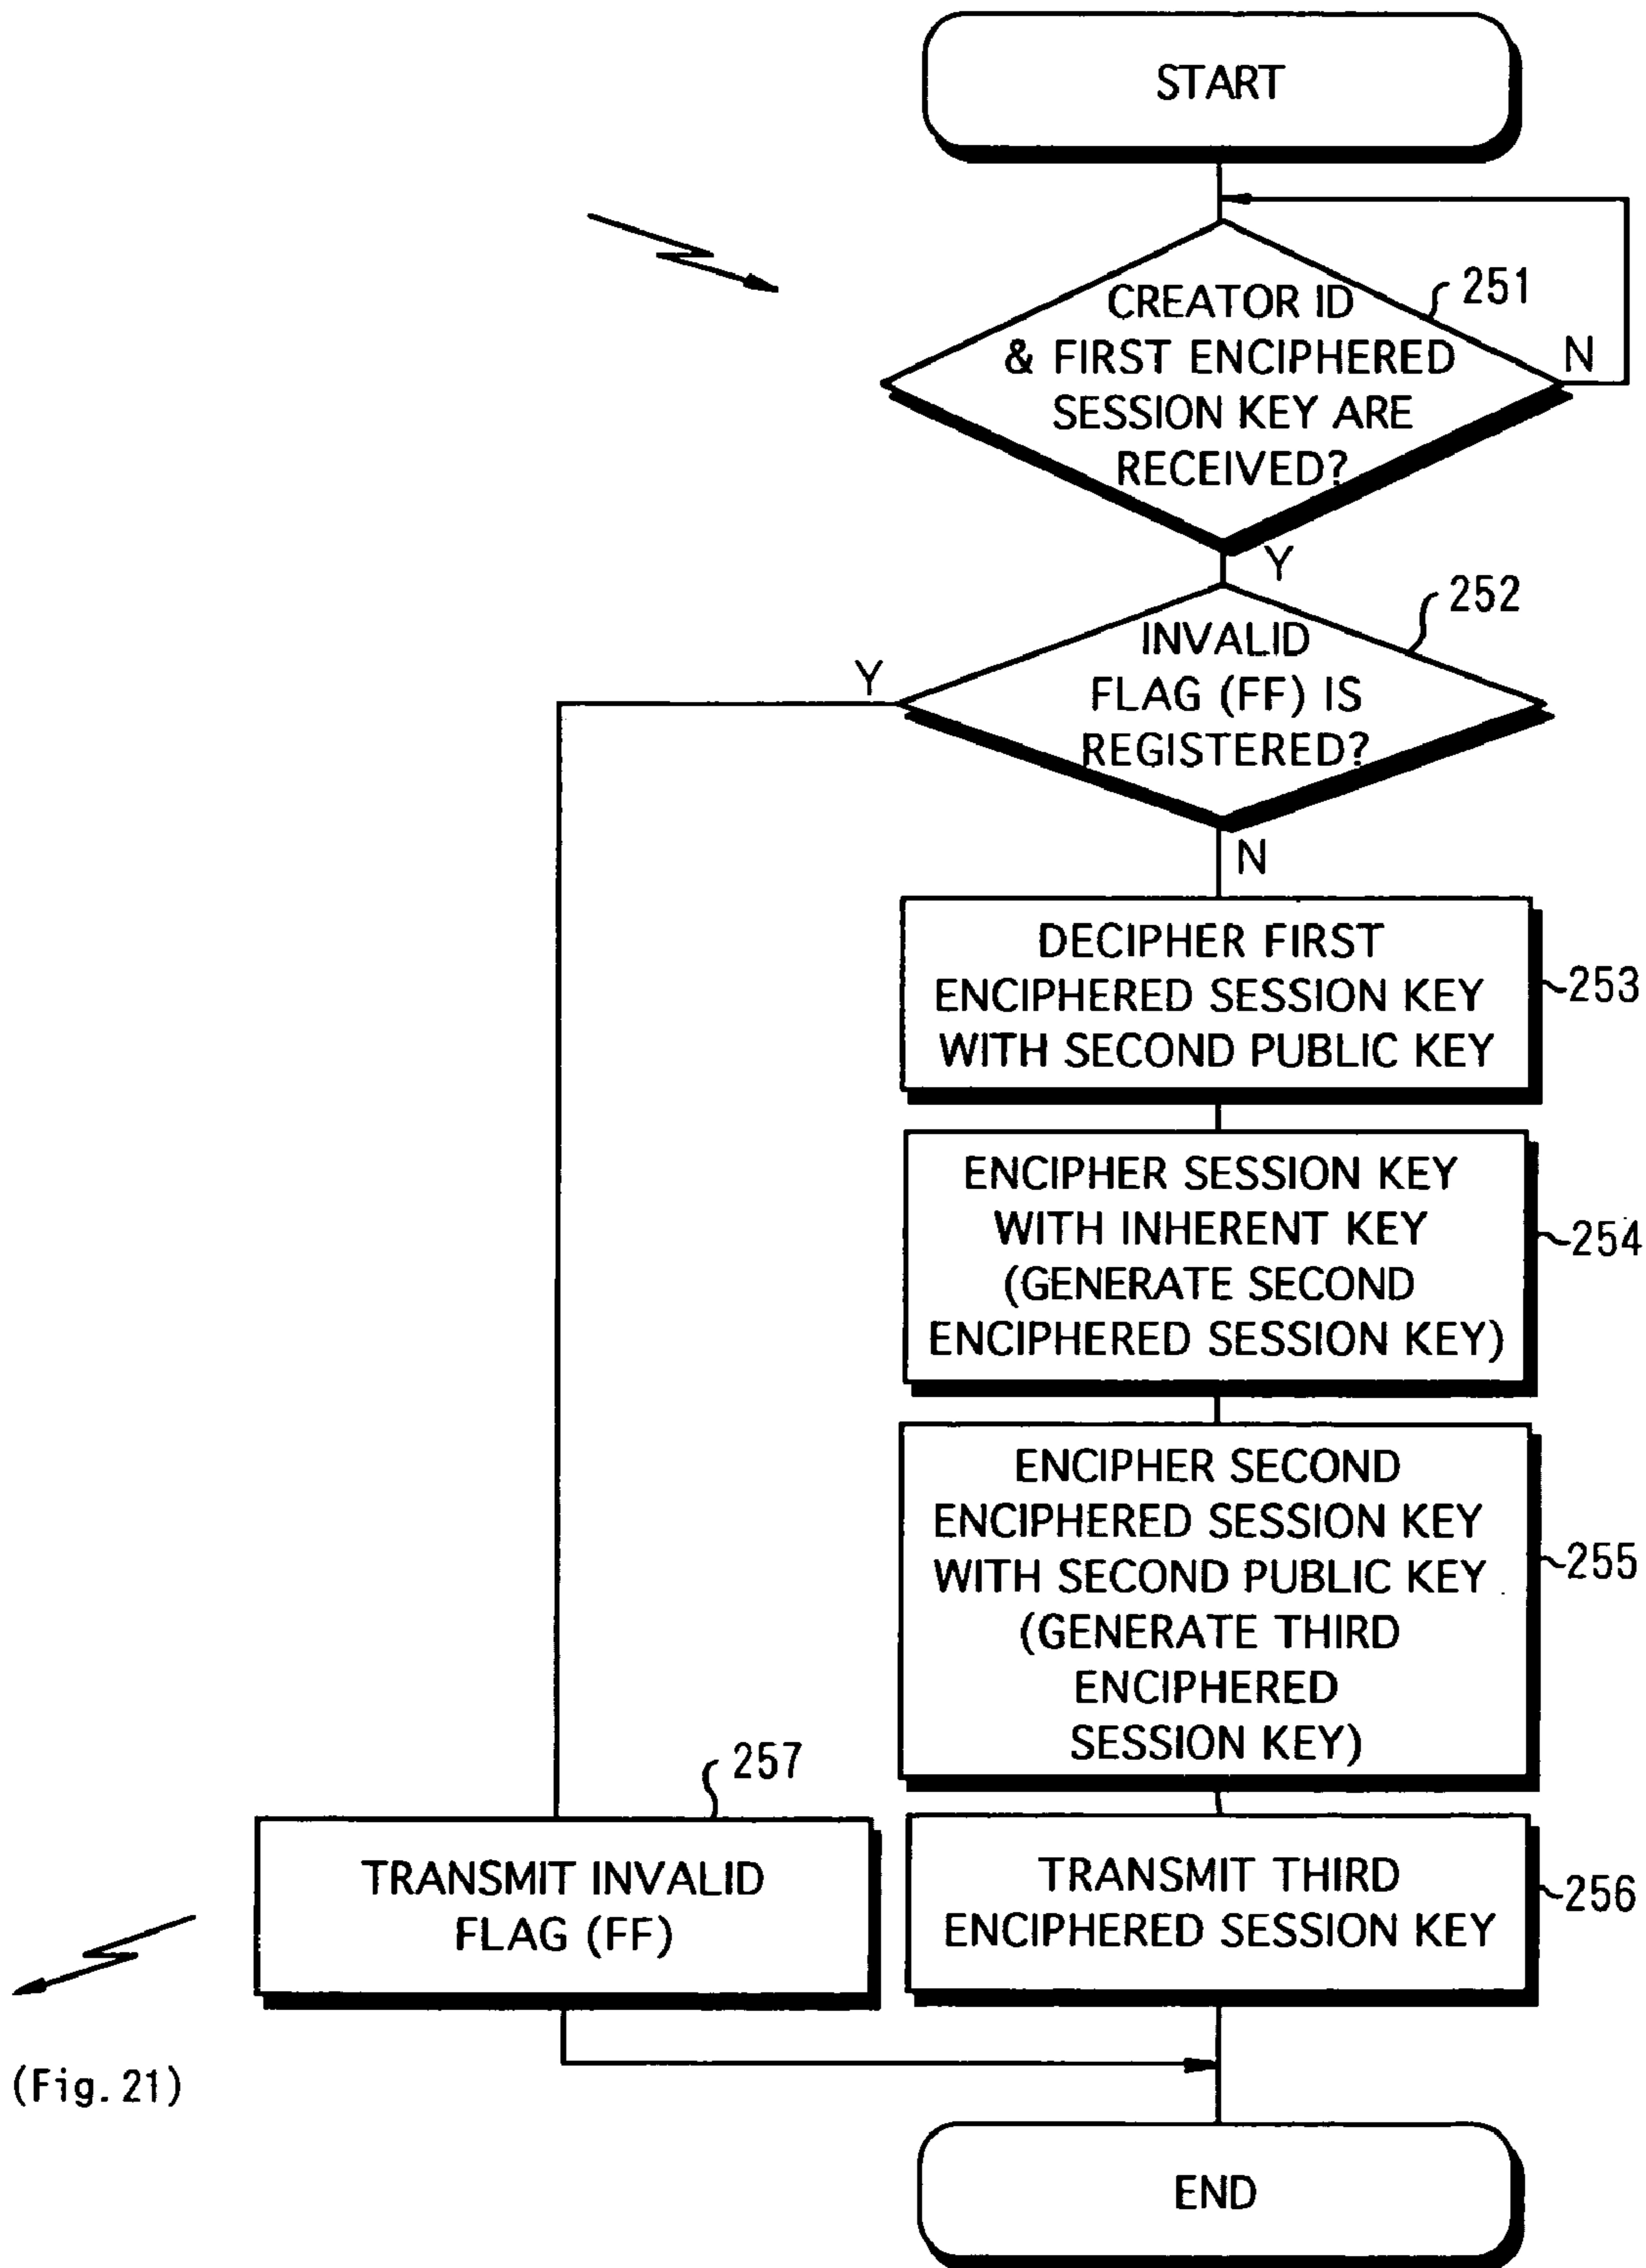 START
CREATOR ID
& FIRST ENCIPHERED
SESSION KEY ARE
RECEIVED?
251
N
Y
252
INVALID
FLAG (FF) IS
REGISTERED?
Y
N
DECIPHER FIRST
ENCIPHERED SESSION KEY
WITH SECOND PUBLIC KEY
253
ENCIPHER SESSION KEY
WITH INHERENT KEY
(GENERATE SECOND
ENCIPHERED SESSION KEY)
254
ENCIPHER SECOND
ENCIPHERED SESSION KEY
WITH SECOND PUBLIC KEY
(GENERATE THIRD
ENCIPHERED
SESSION KEY)
255
257
TRANSMIT INVALID
FLAG (FF)
TRANSMIT THIRD
ENCIPHERED SESSION KEY
256
(Fig. 21)
END